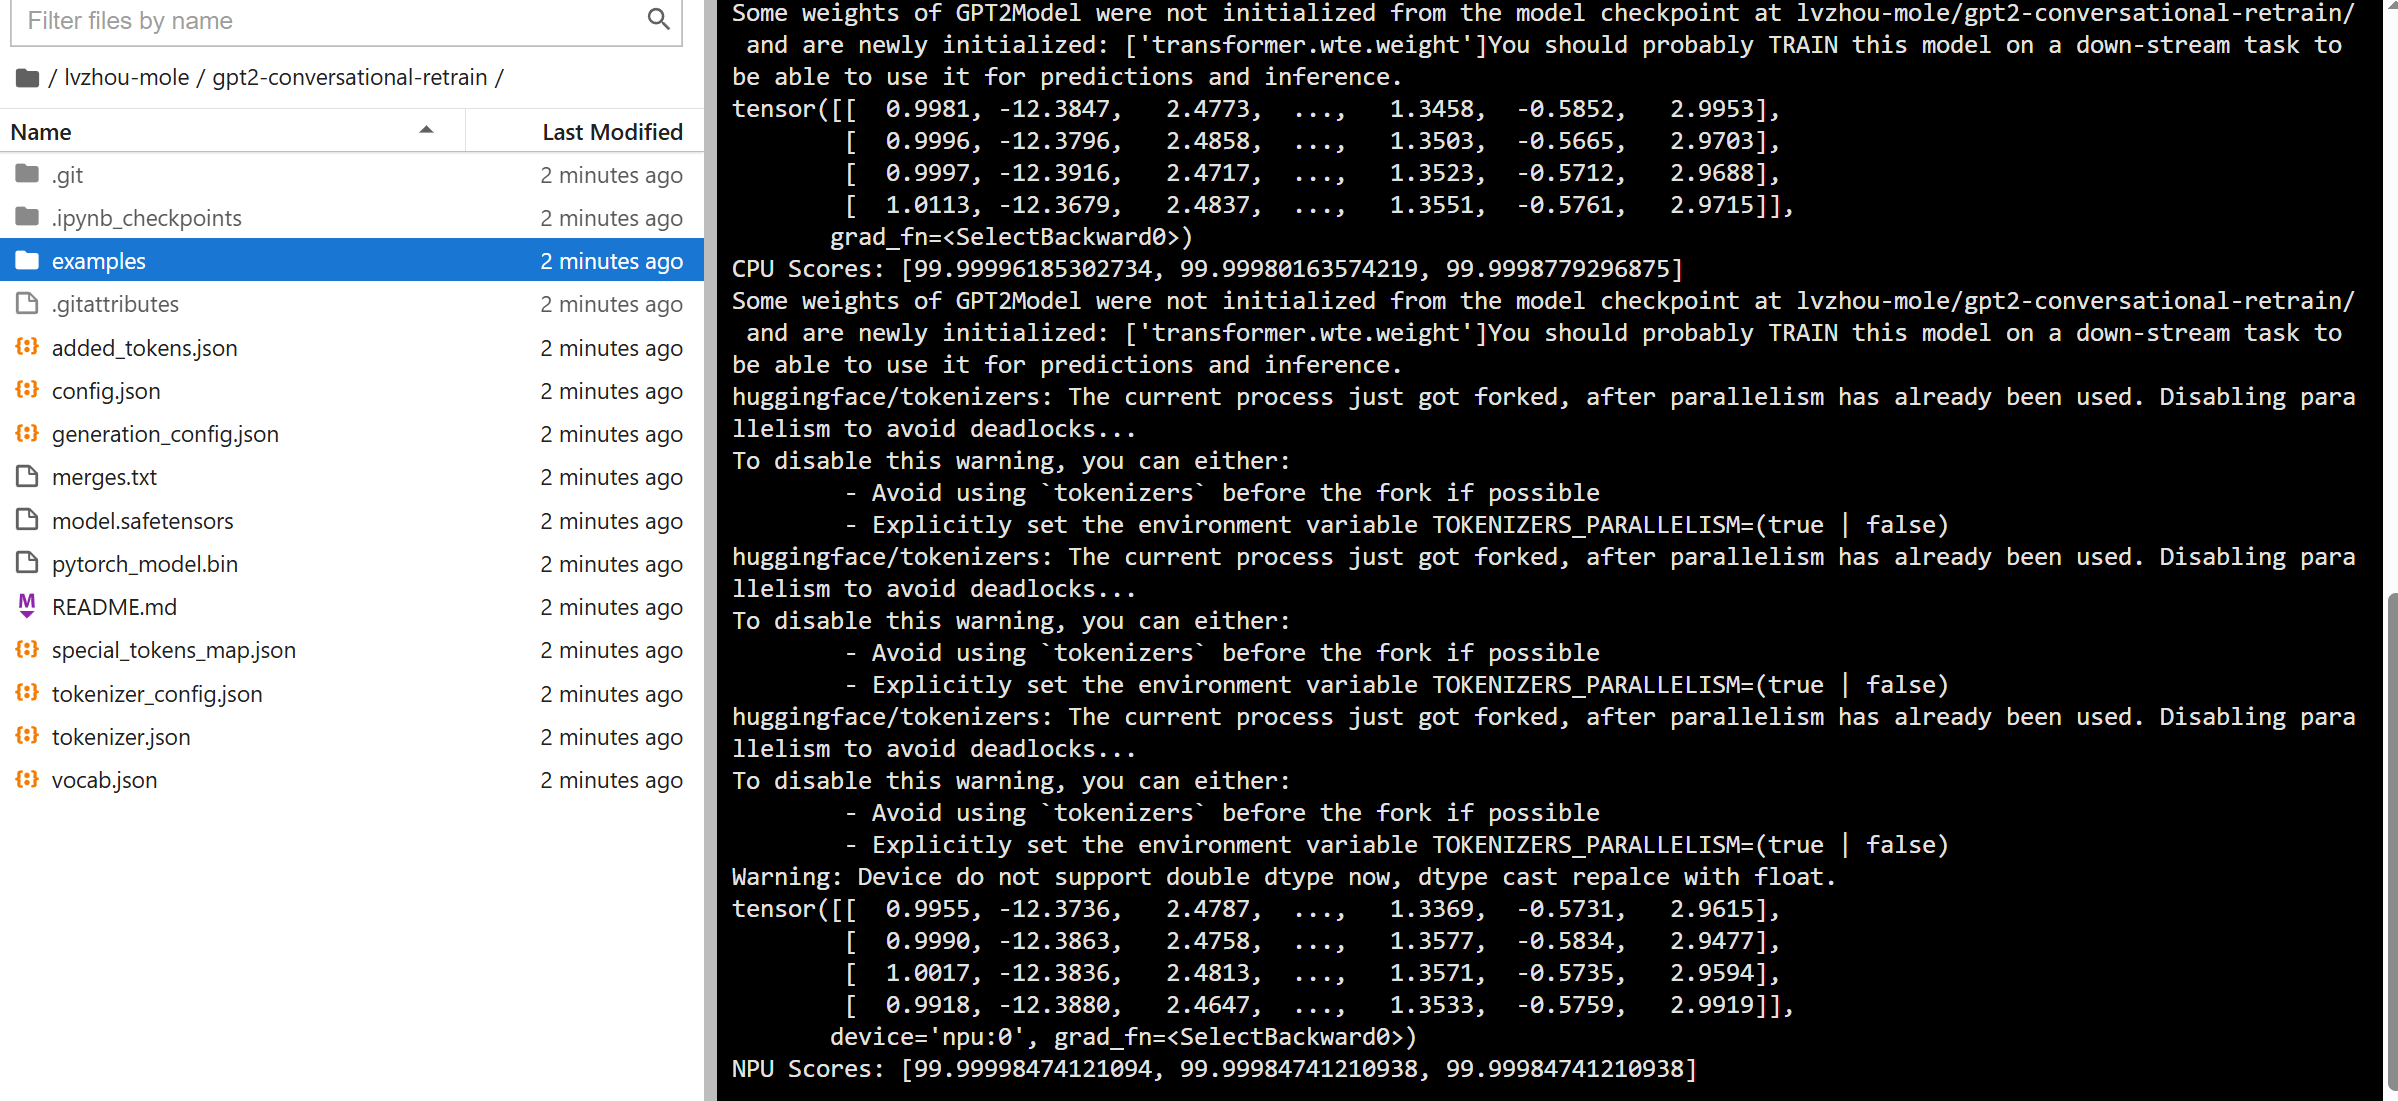 Filter files by name
/ lvzhou-mole / gpt2-conversational-retrain /
Name Last Modified
.git 2 minutes ago
.ipynb_checkpoints 2 minutes ago
examples 2 minutes ago
.gitattributes 2 minutes ago
added_tokens.json 2 minutes ago
config.json 2 minutes ago
generation_config.json 2 minutes ago
merges.txt 2 minutes ago
model.safetensors 2 minutes ago
pytorch_model.bin 2 minutes ago
README.md 2 minutes ago
special_tokens_map.json 2 minutes ago
tokenizer_config.json 2 minutes ago
tokenizer.json 2 minutes ago
vocab.json 2 minutes ago
Some weights of GPT2Model were not initialized from the model checkpoint at lvzhou-mole/gpt2-conversational-retrain/
and are newly initialized: ['transformer.wte.weight']You should probably TRAIN this model on a down-stream task to
be able to use it for predictions and inference.
tensor([[ 0.9981, -12.3847, 2.4773, ..., 1.3458, -0.5852, 2.9953],
[ 0.9996, -12.3796, 2.4858, ..., 1.3503, -0.5665, 2.9703],
[ 0.9997, -12.3916, 2.4717, ..., 1.3523, -0.5712, 2.9688],
[ 1.0113, -12.3679, 2.4837, ..., 1.3551, -0.5761, 2.9715]],
grad_fn=<SelectBackward0>)
CPU Scores: [99.99996185302734, 99.99980163574219, 99.9998779296875]
Some weights of GPT2Model were not initialized from the model checkpoint at lvzhou-mole/gpt2-conversational-retrain/
and are newly initialized: ['transformer.wte.weight']You should probably TRAIN this model on a down-stream task to
be able to use it for predictions and inference.
huggingface/tokenizers: The current process just got forked, after parallelism has already been used. Disabling para
llelism to avoid deadlocks...
To disable this warning, you can either:
- Avoid using `tokenizers` before the fork if possible
- Explicitly set the environment variable TOKENIZERS_PARALLELISM=(true | false)
huggingface/tokenizers: The current process just got forked, after parallelism has already been used. Disabling para
llelism to avoid deadlocks...
To disable this warning, you can either:
- Avoid using `tokenizers` before the fork if possible
- Explicitly set the environment variable TOKENIZERS_PARALLELISM=(true | false)
huggingface/tokenizers: The current process just got forked, after parallelism has already been used. Disabling para
llelism to avoid deadlocks...
To disable this warning, you can either:
- Avoid using `tokenizers` before the fork if possible
- Explicitly set the environment variable TOKENIZERS_PARALLELISM=(true | false)
Warning: Device do not support double dtype now, dtype cast repalce with float.
tensor([[ 0.9955, -12.3736, 2.4787, ..., 1.3369, -0.5731, 2.9615],
[ 0.9990, -12.3863, 2.4758, ..., 1.3577, -0.5834, 2.9477],
[ 1.0017, -12.3836, 2.4813, ..., 1.3571, -0.5735, 2.9594],
[ 0.9918, -12.3880, 2.4647, ..., 1.3533, -0.5759, 2.9919]],
device='npu:0', grad_fn=<SelectBackward0>)
NPU Scores: [99.99998474121094, 99.99984741210938, 99.99984741210938]